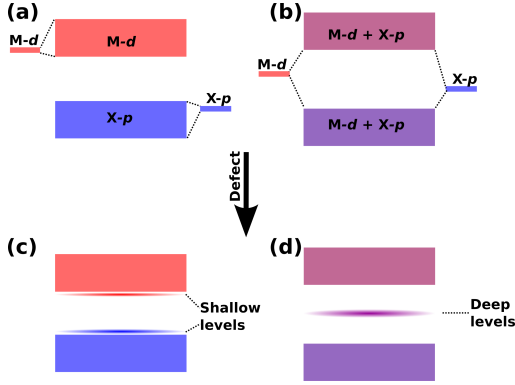 (a)
(b)
M-d
M-d
M-d + X-p
M-d
X-p
X-p
X-p
M-d + X-p
Defect
(c)
(d)
Shallow
levels
Deep
levels